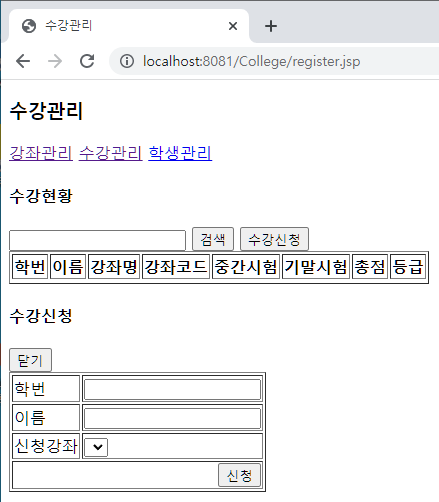 수강관리
localhost:8081/College/register.jsp
수강관리
강좌관리 수강관리 학생관리
수강현황
검색 수강신청
학번 이름 강좌명 강좌코드 중간시험 기말시험 총점 등급
수강신청
닫기
학번
이름
신청강좌
신청